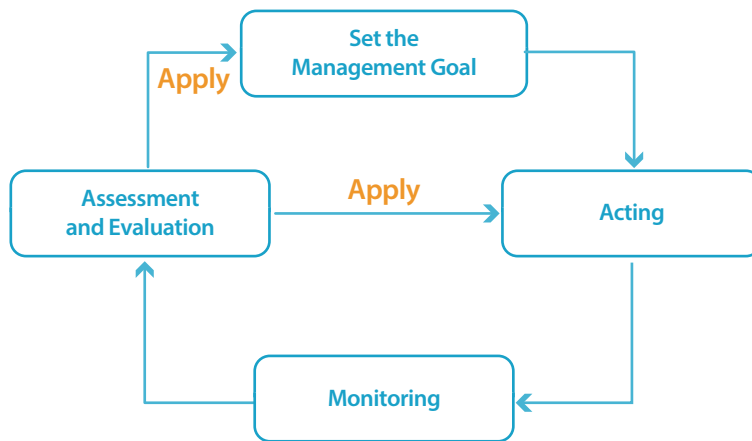 Set the
Management Goal
Apply
Assessment
and Evaluation
Apply
Acting
Monitoring